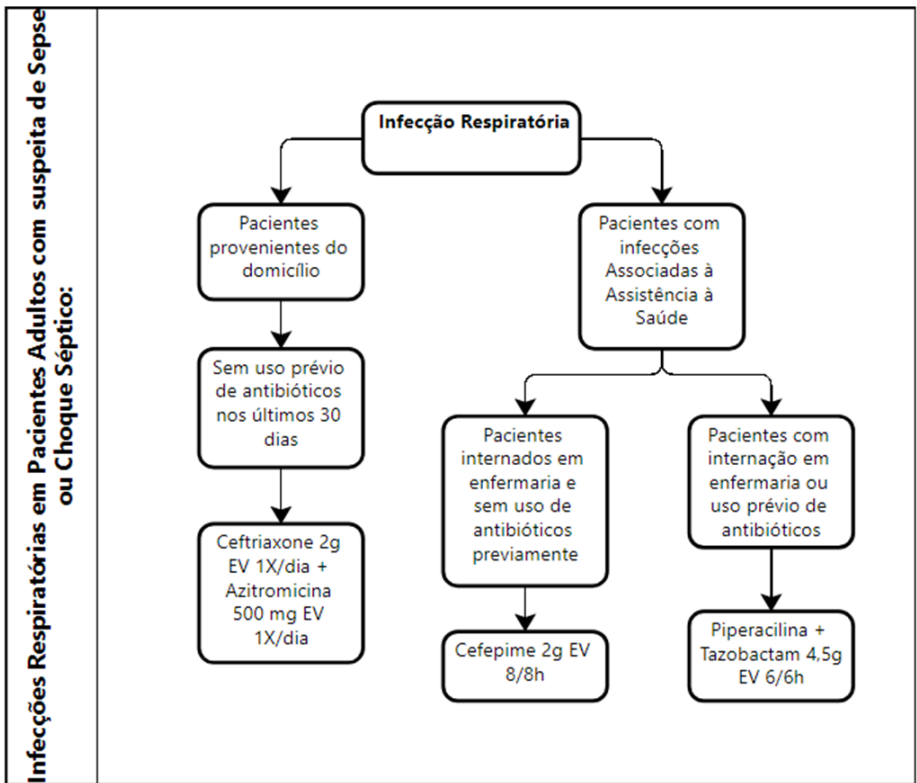 Infecções Respiratórias em Pacientes Adultos com suspeita de Sepse
ou Choque Séptico:
Infecção Respiratória
Pacientes
provenientes do
domicílio
Sem uso prévio
de antibióticos
nos últimos 30
dias
Ceftriaxone 2g
EV 1X/dia +
Azitromicina
500 mg EV
1X/dia
Pacientes com
infecções
Associadas à
Assistência à
Saúde
Pacientes
internados em
enfermaria e
sem uso de
antibióticos
previamente
Cefepime 2g EV
8/8h
Pacientes com
internação em
enfermaria ou
uso prévio de
antibióticos
Piperacilina +
Tazobactam 4,5g
EV 6/6h